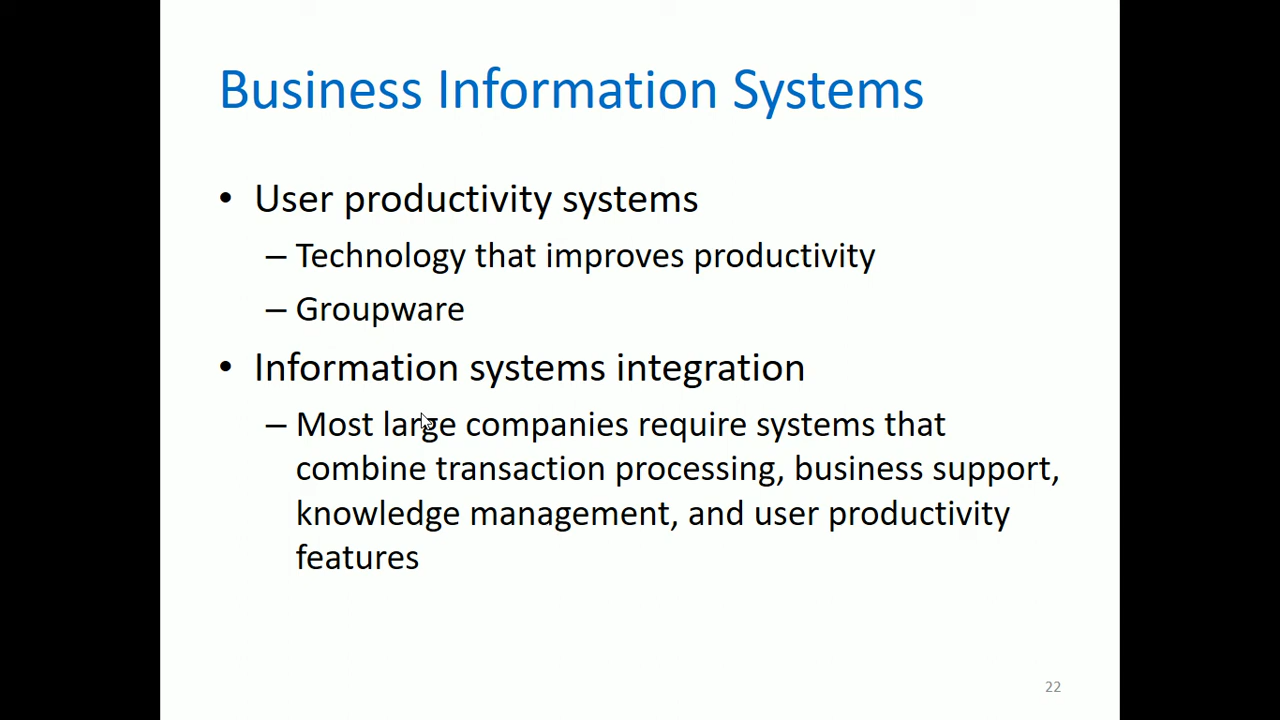 Business Information Systems
• User productivity systems
– Technology that improves productivity
– Groupware
• Information systems integration
– Most large companies require systems that
combine transaction processing, business support,
knowledge management, and user productivity
features
22